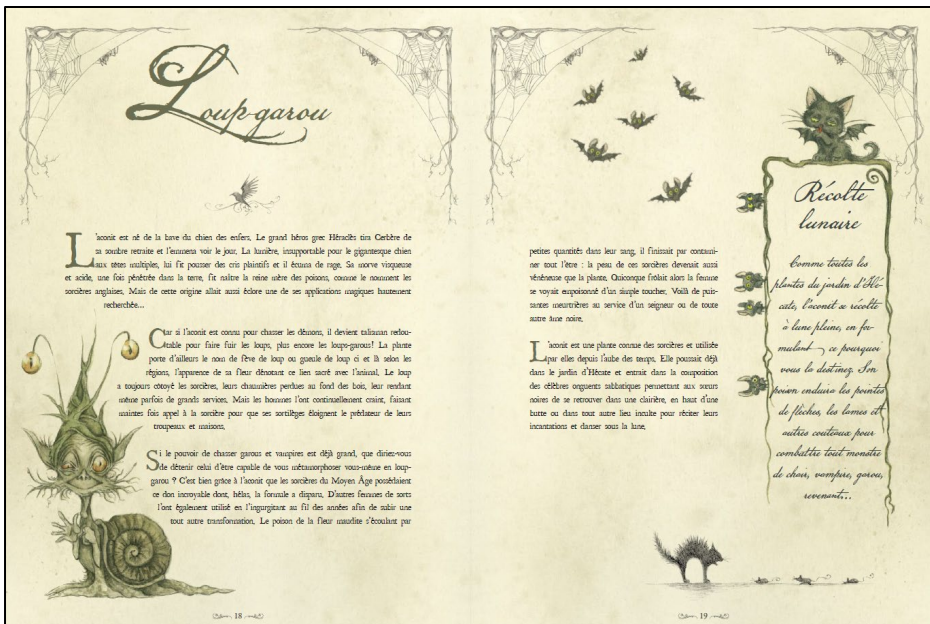 Loup-garou
L'aconit est né de la bave du chien des enfers. Le grand héros grec Héraclès tira Cerbère de
sa sombre retraite et l'emmena voir le jour. La lumière, insupportable pour le gigantesque chien
aux têtes multiples, lui fit pousser des cris plaintifs et il écuma de rage. Sa morve visqueuse
et acide, une fois pénétrée dans la terre, fit naître la reine mère des poisons, comme le nomment les
sorcières anglaises. Mais de cette origine allait aussi éclore une de ses applications magiques hautement
recherchée...
Car si l'aconit est connu pour chasser les démons, il devient talisman redou-
table pour faire fuir les loups, plus encore les loups-garous! La plante
porte d'ailleurs le nom de fève de loup ou gueule de loup ci et là selon les
régions, l'apparence de sa fleur dénotant ce lien sacré avec l'animal. Le loup
a toujours côtoyé les sorcières, leurs chaumières perdues au fond des bois, leur rendant
même parfois de grands services. Mais les hommes l'ont continuellement craint, faisant
maintes fois appel à la sorcière pour que ses sortilèges éloignent le prédateur de leurs
troupeaux et maisons.
Si le pouvoir de chasser garous et vampires est déjà grand, que diriez-vous
de détenir celui d'être capable de vous métamorphoser vous-même en loup-
garou ? C'est bien grâce à l'aconit que les sorcières du Moyen Âge possédaient
ce don incroyable dont, hélas, la formule a disparu. D'autres femmes de sorts
l'ont également utilisé en l'ingurgitant au fil des années afin de subir une
tout autre transformation. Le poison de la fleur maudite s'écoulant par
18
petites quantités dans leur sang, il finissait par contami-
ner tout l'être : la peau de ces sorcières devenait aussi
vénéneuse que la plante. Quiconque frôlait alors la femme
se voyait empoisonné d'un simple toucher. Voilà de puis-
santes meurtrières au service d'un seigneur ou de toute
autre âme noire.
L'aconit est une plante connue des sorcières et utilisée
par elles depuis l'aube des temps. Elle poussait déjà
dans le jardin d'Hécate et entrait dans la composition
des célèbres onguents sabbatiques permettant aux sœurs
noires de se retrouver dans une clairière, en haut d'une
butte ou dans tout autre lieu inculte pour réciter leurs
incantations et danser sous la lune.
Récolte
lunaire
Comme toutes les
plantes du jardin d'Hé-
cate, l'aconit se récolte
à lune pleine, en for-
mulant ce pourquoi
vous la destinez. Son
poison enduira les pointes
de flèches, les lames et
autres couteaux pour
combattre tout monstre
de chair, vampire, garou,
revenant...
19